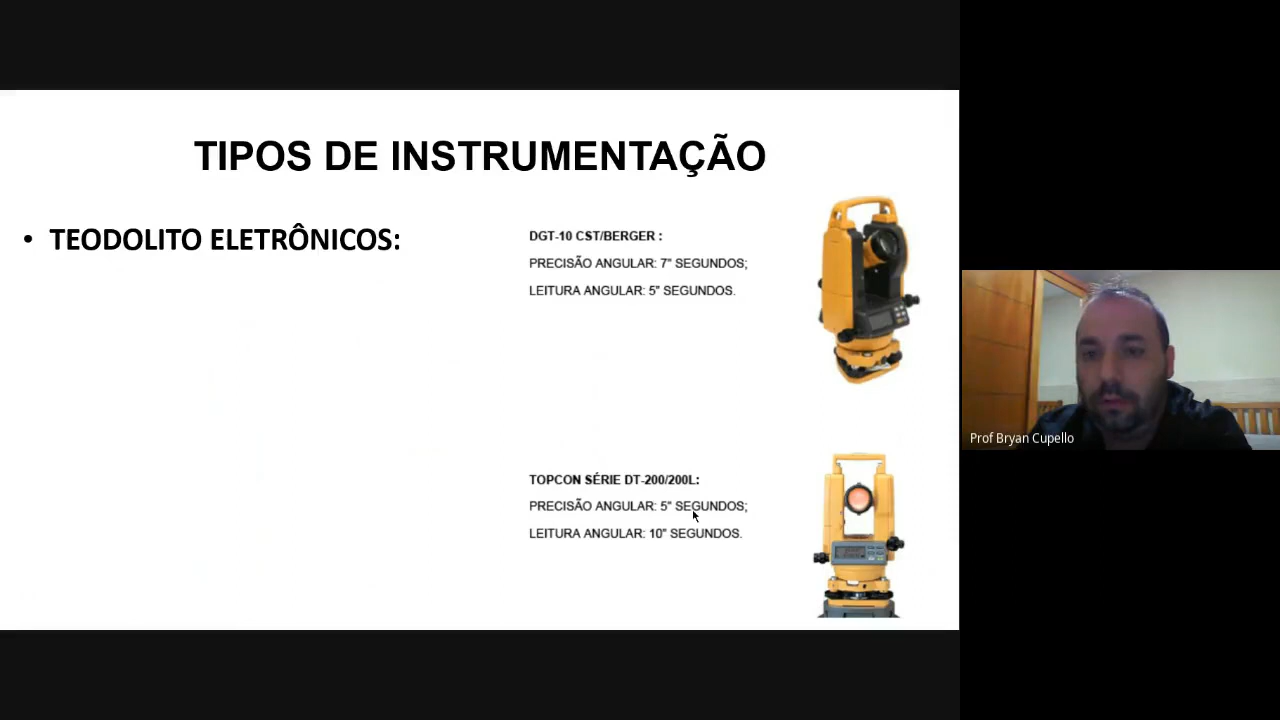 TIPOS DE INSTRUMENTAÇÃO
• TEODOLITO ELETRÔNICOS:
DGT-10 CST/BERGER :
PRECISÃO ANGULAR: 7" SEGUNDOS;
LEITURA ANGULAR: 5" SEGUNDOS.
TOPCON SÉRIE DT-200/200L:
PRECISÃO ANGULAR: 5" SEGUNDOS;
LEITURA ANGULAR: 10" SEGUNDOS.
Prof Bryan Cupello